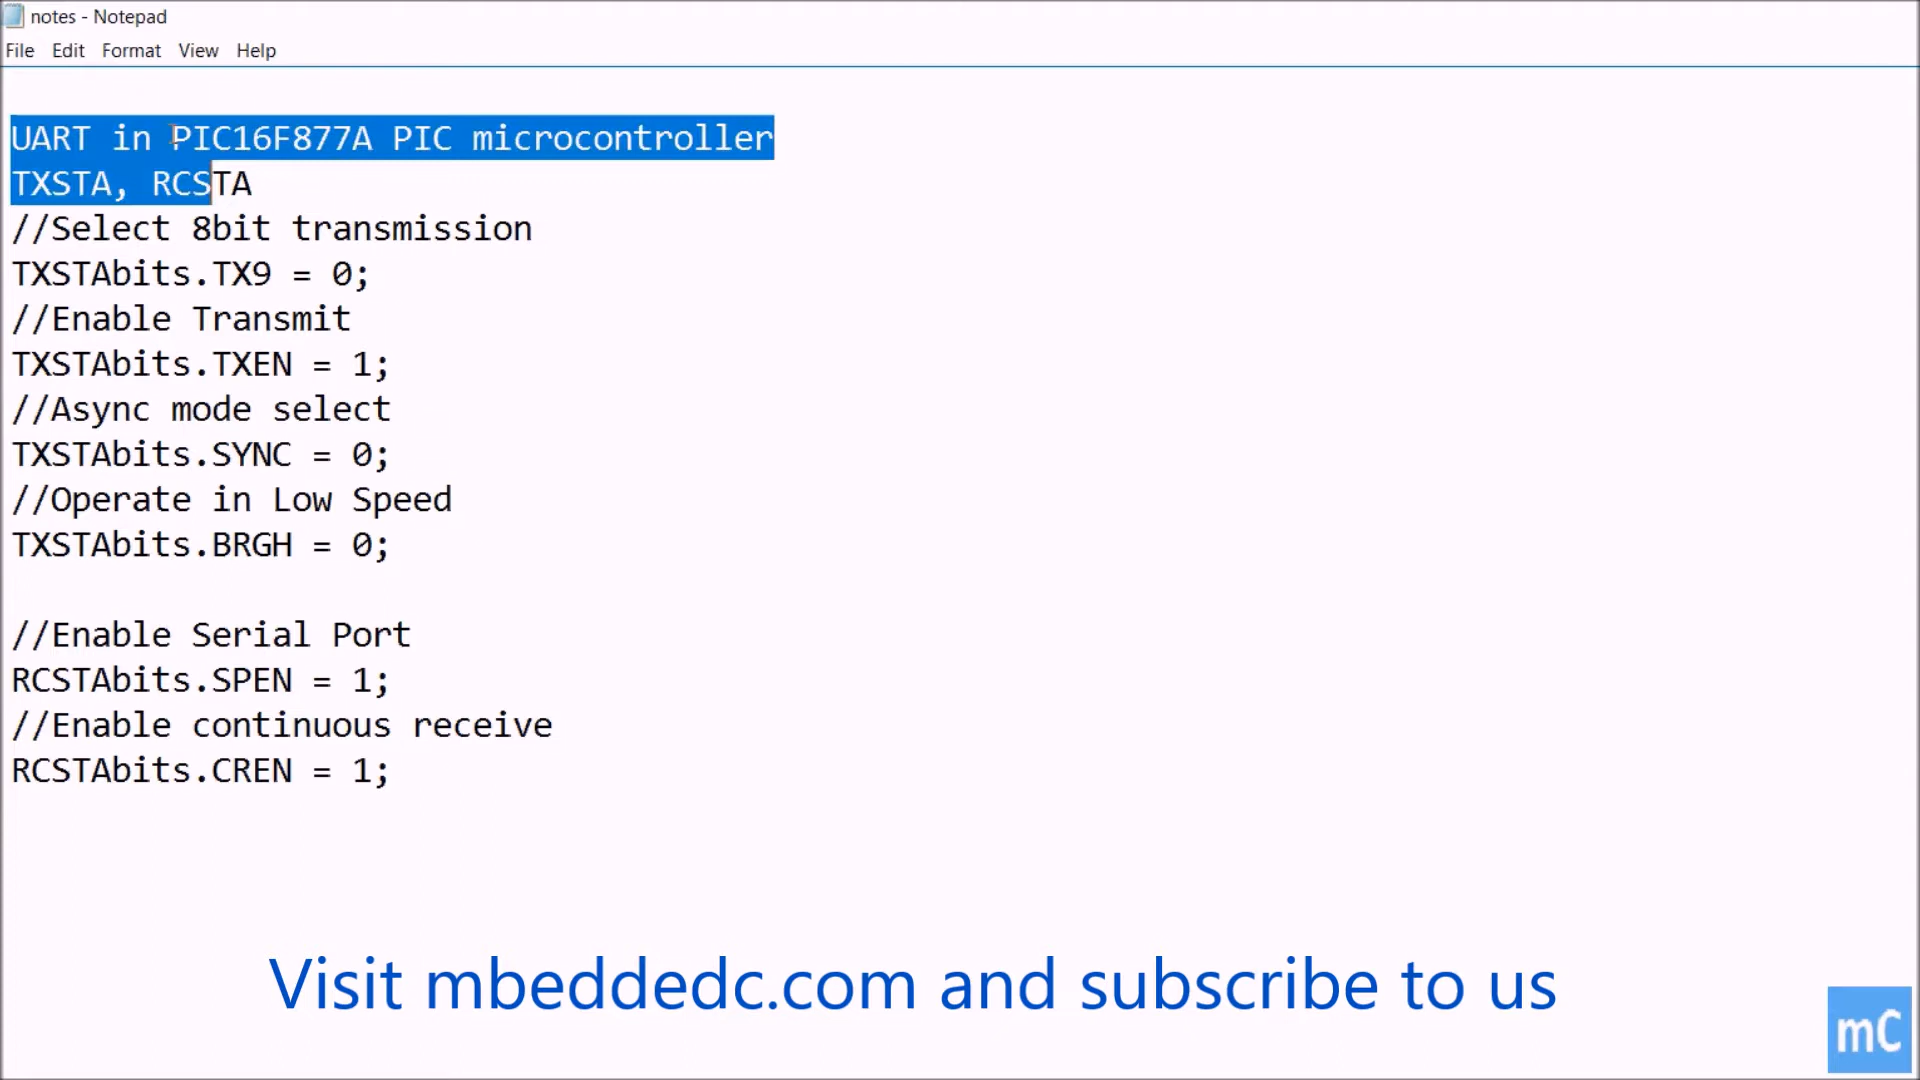 notes - Notepad
File Edit Format View Help
UART in PIC16F877A PIC microcontroller
TXSTA, RCSTA
//Select 8bit transmission
TXSTAbits.TX9 = 0;
//Enable Transmit
TXSTAbits.TXEN = 1;
//Async mode select
TXSTAbits.SYNC = 0;
//Operate in Low Speed
TXSTAbits.BRGH = 0;
//Enable Serial Port
RCSTAbits.SPEN = 1;
//Enable continuous receive
RCSTAbits.CREN = 1;
Visit mbeddedc.com and subscribe to us
mC